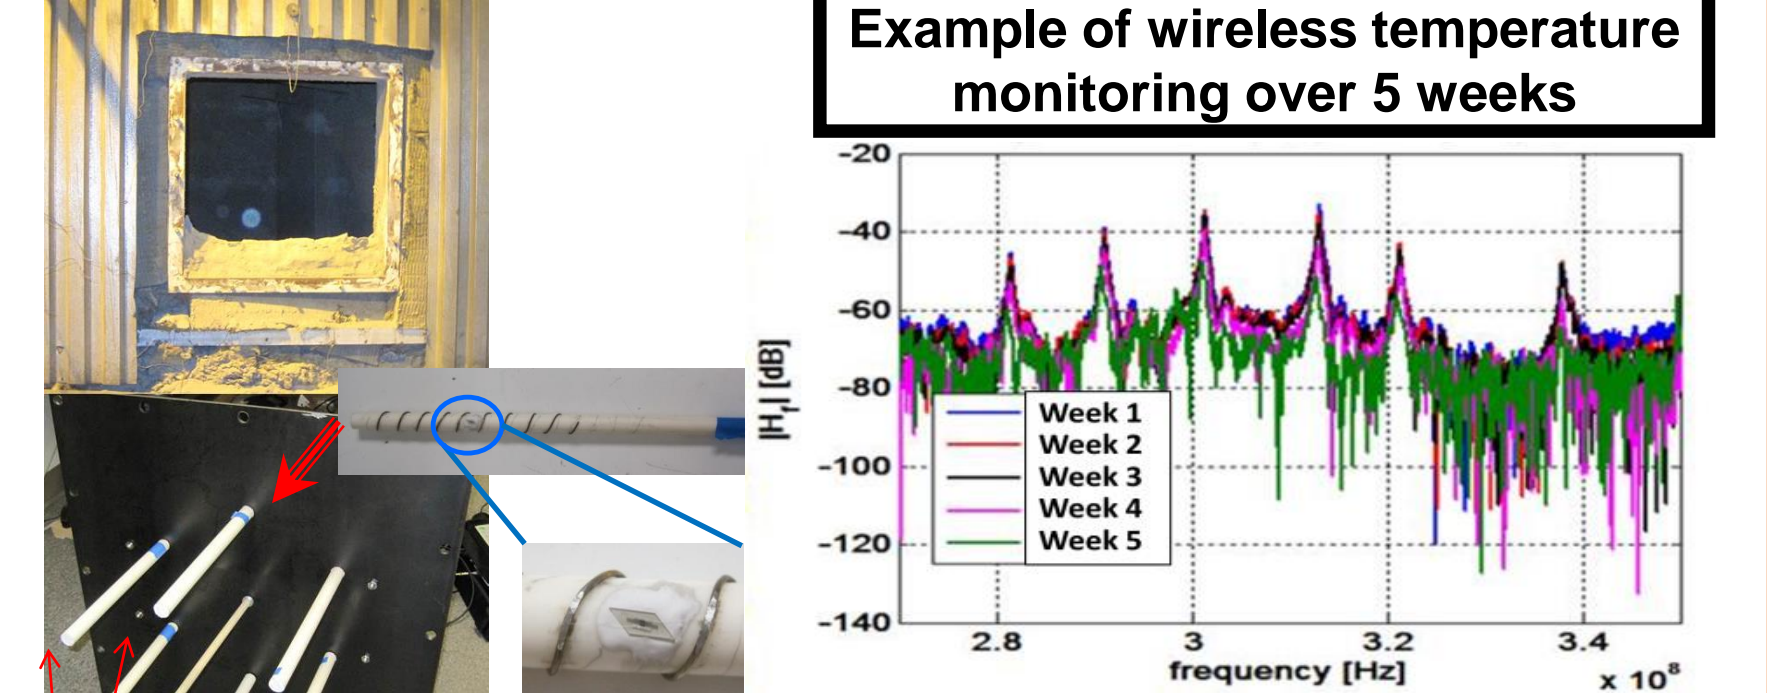 Example of wireless temperature
monitoring over 5 weeks
-20
-40
-60
-80
-100
-120
-140
|H_f| [dB]
Week 1
Week 2
Week 3
Week 4
Week 5
2.8
3
3.2
3.4
frequency [Hz]
x 10⁸